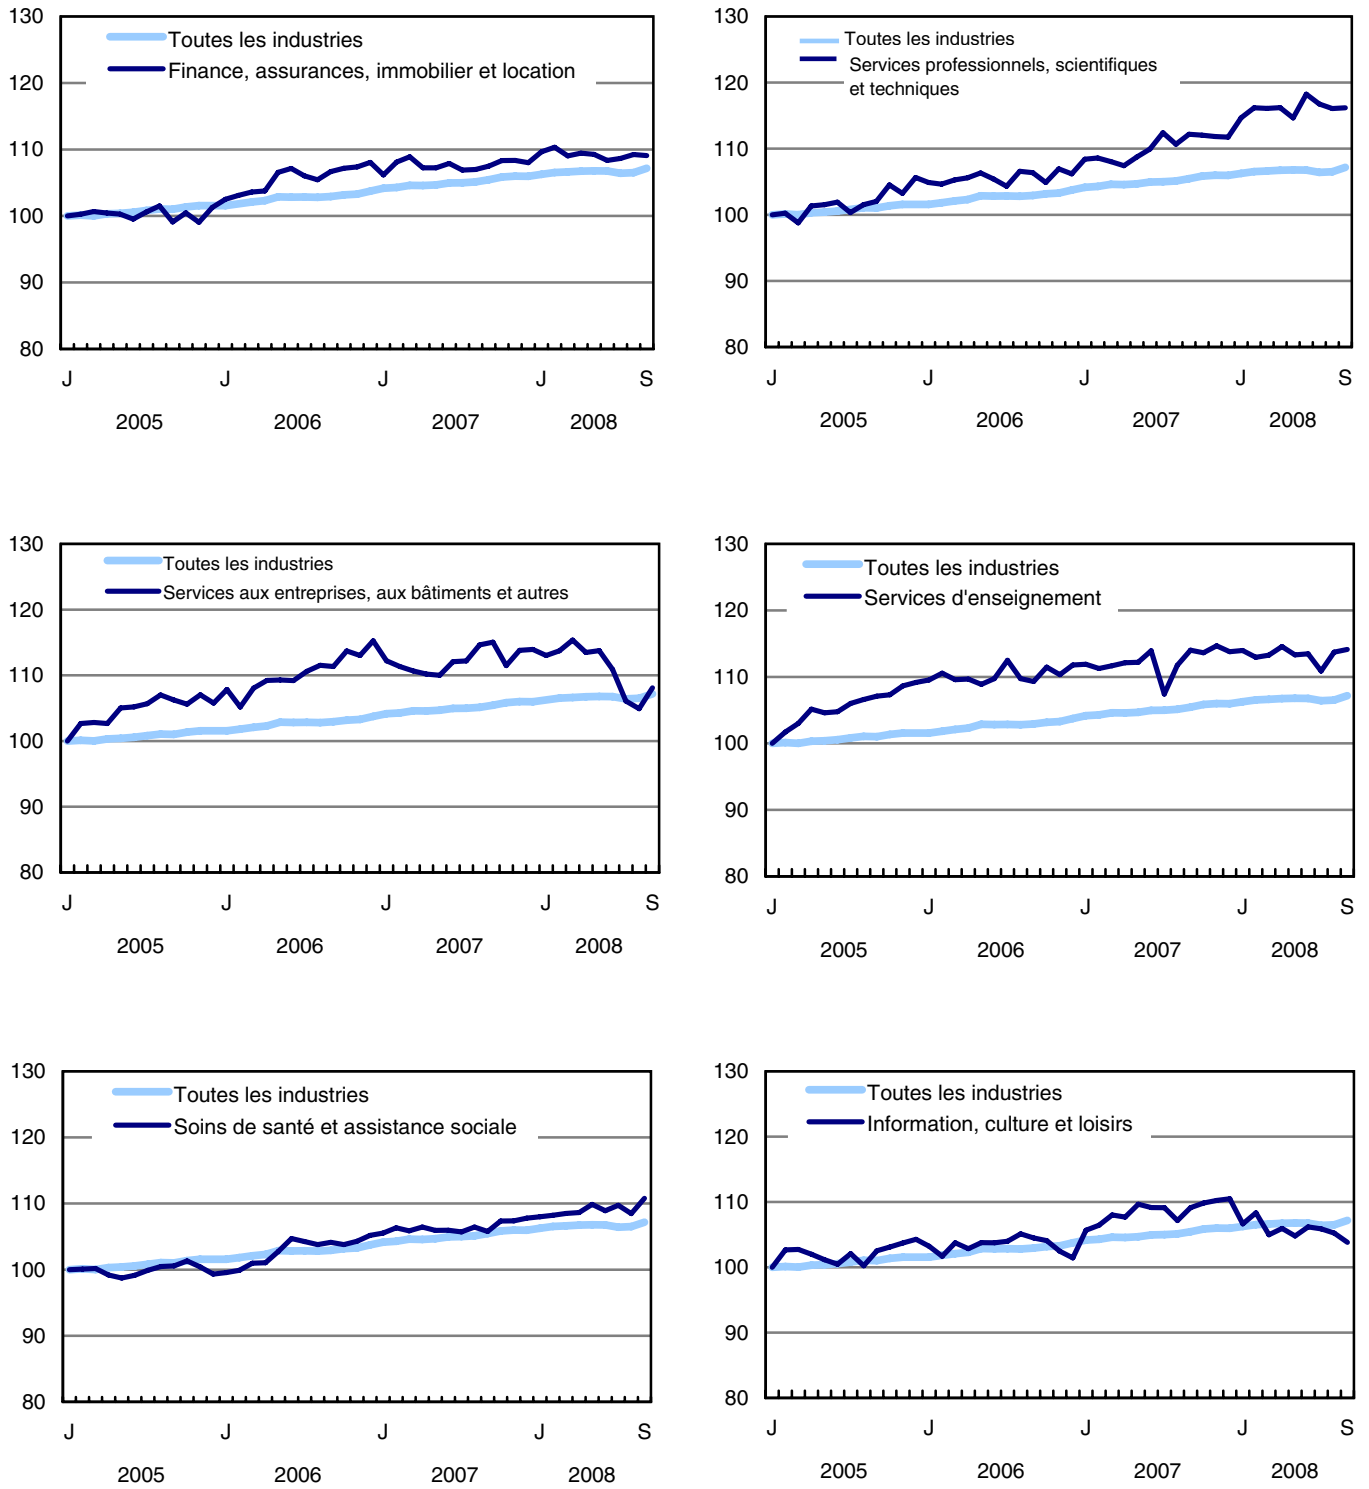 130
120
110
100
90
80
Toutes les industries
Finance, assurances, immobilier et location
J J J J S
2005 2006 2007 2008
130
120
110
100
90
80
Toutes les industries
Services professionnels, scientifiques
et techniques
J J J J S
2005 2006 2007 2008
130
120
110
100
90
80
Toutes les industries
Services aux entreprises, aux bâtiments et autres
J J J J S
2005 2006 2007 2008
130
120
110
100
90
80
Toutes les industries
Services d'enseignement
J J J J S
2005 2006 2007 2008
130
120
110
100
90
80
Toutes les industries
Soins de santé et assistance sociale
J J J J S
2005 2006 2007 2008
130
120
110
100
90
80
Toutes les industries
Information, culture et loisirs
J J J J S
2005 2006 2007 2008